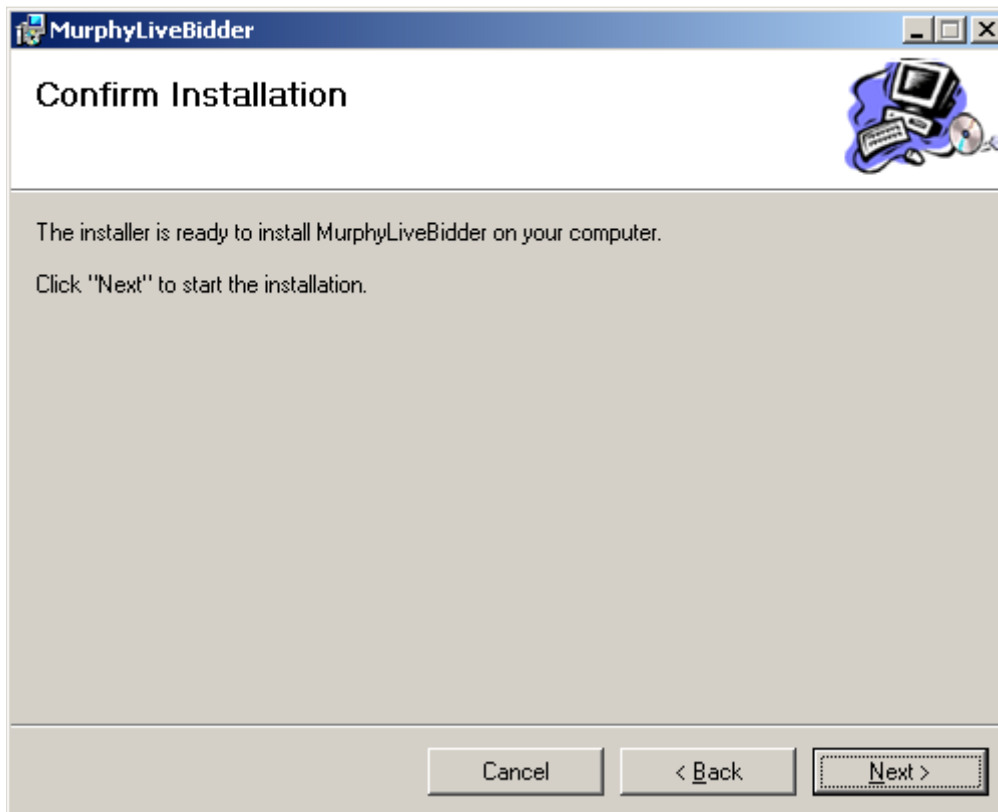 MurphyLiveBidder
Confirm Installation
The installer is ready to install MurphyLiveBidder on your computer.
Click "Next" to start the installation.
Cancel
< Back
Next >